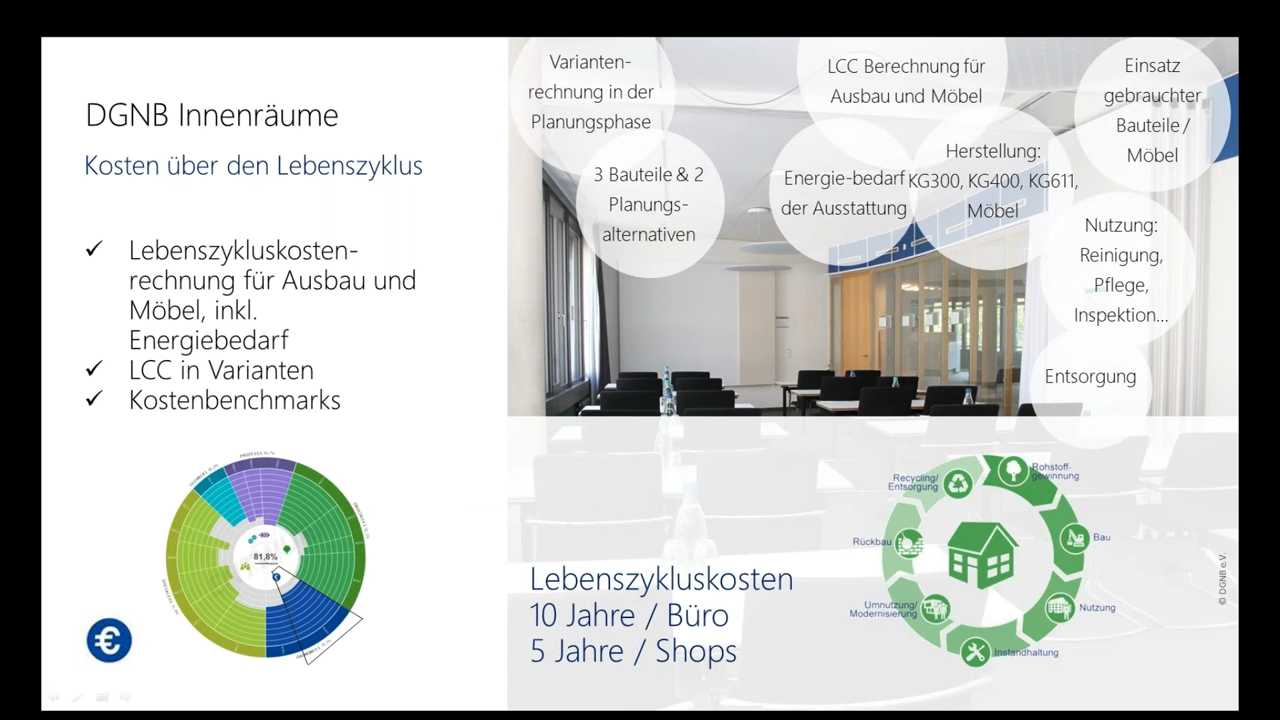 DGNB Innenräume
Kosten über den Lebenszyklus
✓ Lebenszykluskosten-
rechnung für Ausbau und
Möbel, inkl.
Energiebedarf
✓ LCC in Varianten
✓ Kostenbenchmarks
81,8%
Varianten-
rechnung in der
Planungsphase
3 Bauteile & 2
Planungs-
alternativen
LCC Berechnung für
Ausbau und Möbel
Energie-bedarf
der Ausstattung
Herstellung:
KG300, KG400, KG611,
Möbel
Einsatz
gebrauchter
Bauteile /
Möbel
Nutzung:
Reinigung,
Pflege,
Inspektion...
Entsorgung
Lebenszykluskosten
10 Jahre / Büro
5 Jahre / Shops
Rohstoff-
gewinnung
Bau
Nutzung
Instandhaltung
Umnutzung/
Modernisierung
Rückbau
Recycling/
Entsorgung
© DGNB e.V.